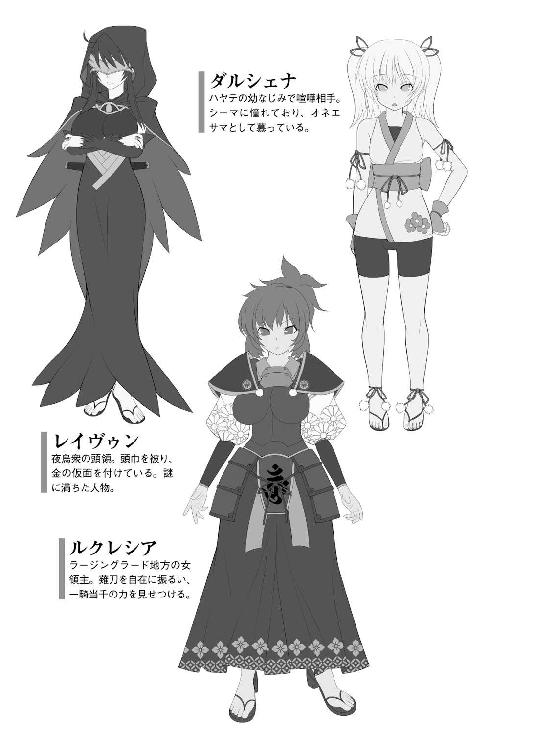 ダルシェナ
ハヤテの幼なじみで喧嘩相手。
シーマに憧れており、オネエ
サマとして慕っている。
レイヴゥン
夜鳥衆の頭領。頭巾を被り、
金の仮面を付けている。謎
に満ちた人物。
ルクレシア
ラージングラード地方の女
領主。薙刀を自在に振るい、
一騎当千の力を見せつける。